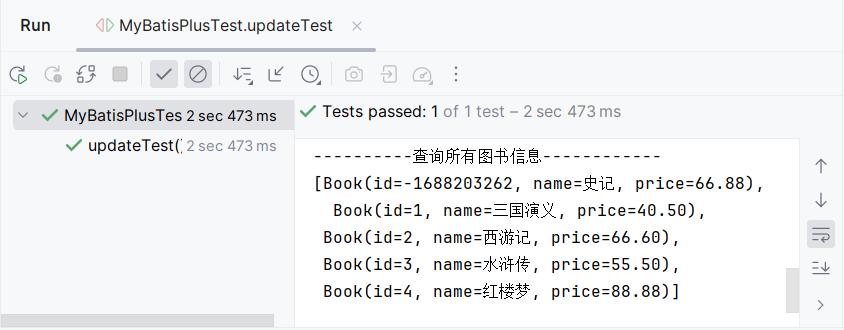 Run MyBatisPlusTest.updateTest
MyBatisPlusTes 2 sec 473 ms
updateTest() 2 sec 473 ms
Tests passed: 1 of 1 test – 2 sec 473 ms
----------查询所有图书信息------------
[Book(id=-1688203262, name=史记, price=66.88),
Book(id=1, name=三国演义, price=40.50),
Book(id=2, name=西游记, price=66.60),
Book(id=3, name=水浒传, price=55.50),
Book(id=4, name=红楼梦, price=88.88)]